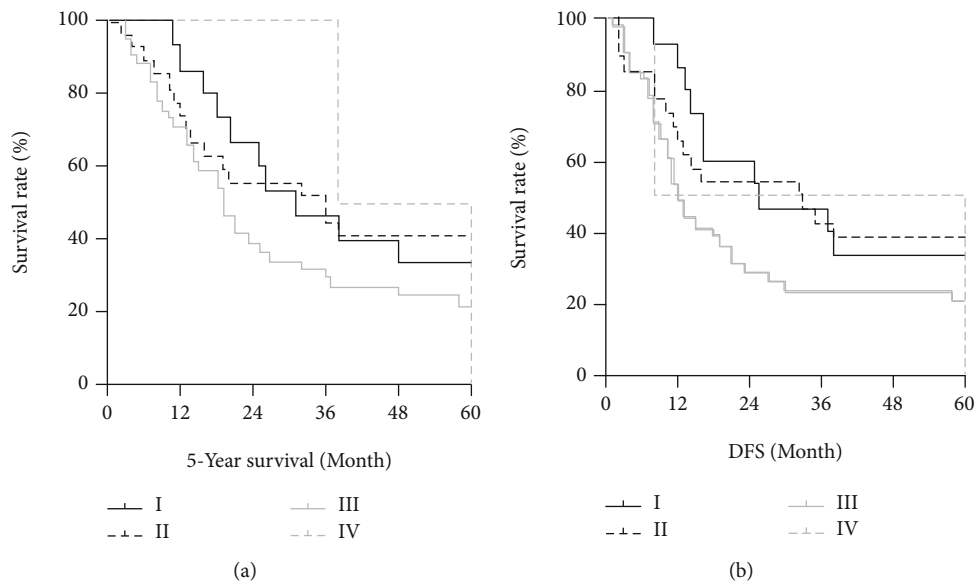 100
80
60
40
20
0
Survival rate (%)
0 12 24 36 48 60
5-Year survival (Month)
I III
II IV
(a)
100
80
60
40
20
0
Survival rate (%)
0 12 24 36 48 60
DFS (Month)
I III
II IV
(b)